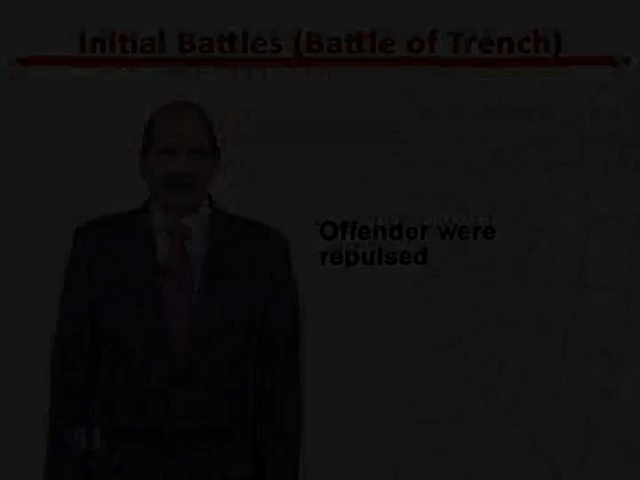 Initial Battles (Battle of Trench)
Offender were
repulsed